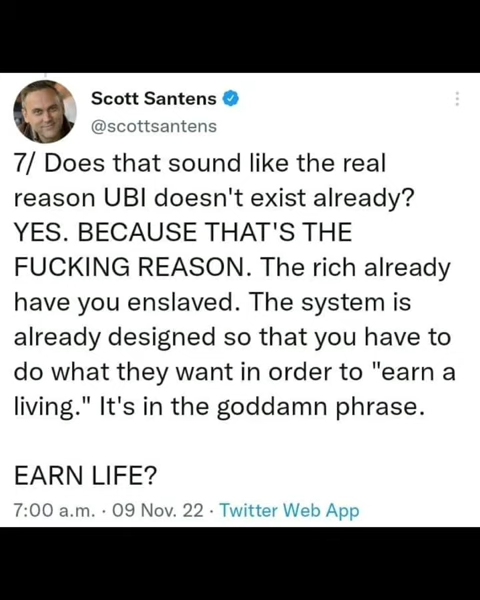 Scott Santens
@scottsantens
7/ Does that sound like the real
reason UBI doesn't exist already?
YES. BECAUSE THAT'S THE
FUCKING REASON. The rich already
have you enslaved. The system is
already designed so that you have to
do what they want in order to "earn a
living." It's in the goddamn phrase.
EARN LIFE?
7:00 a.m. · 09 Nov. 22 · Twitter Web App